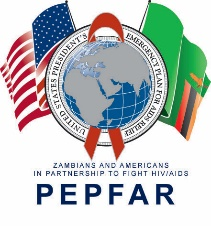 UNITED STATES PRESIDENT'S
EMERGENCY PLAN FOR AIDS RELIEF
ZAMBIANS AND AMERICANS
IN PARTNERSHIP TO FIGHT HIV/AIDS
PEPFAR